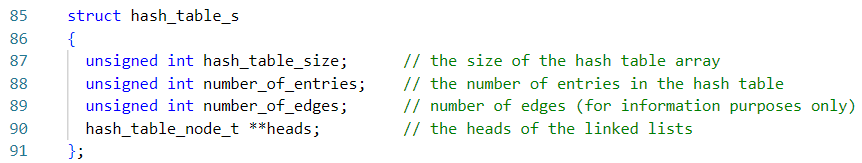 85 struct hash_table_s
86 {
87 unsigned int hash_table_size; // the size of the hash table array
88 unsigned int number_of_entries; // the number of entries in the hash table
89 unsigned int number_of_edges; // number of edges (for information purposes only)
90 hash_table_node_t **heads; // the heads of the linked lists
91 };